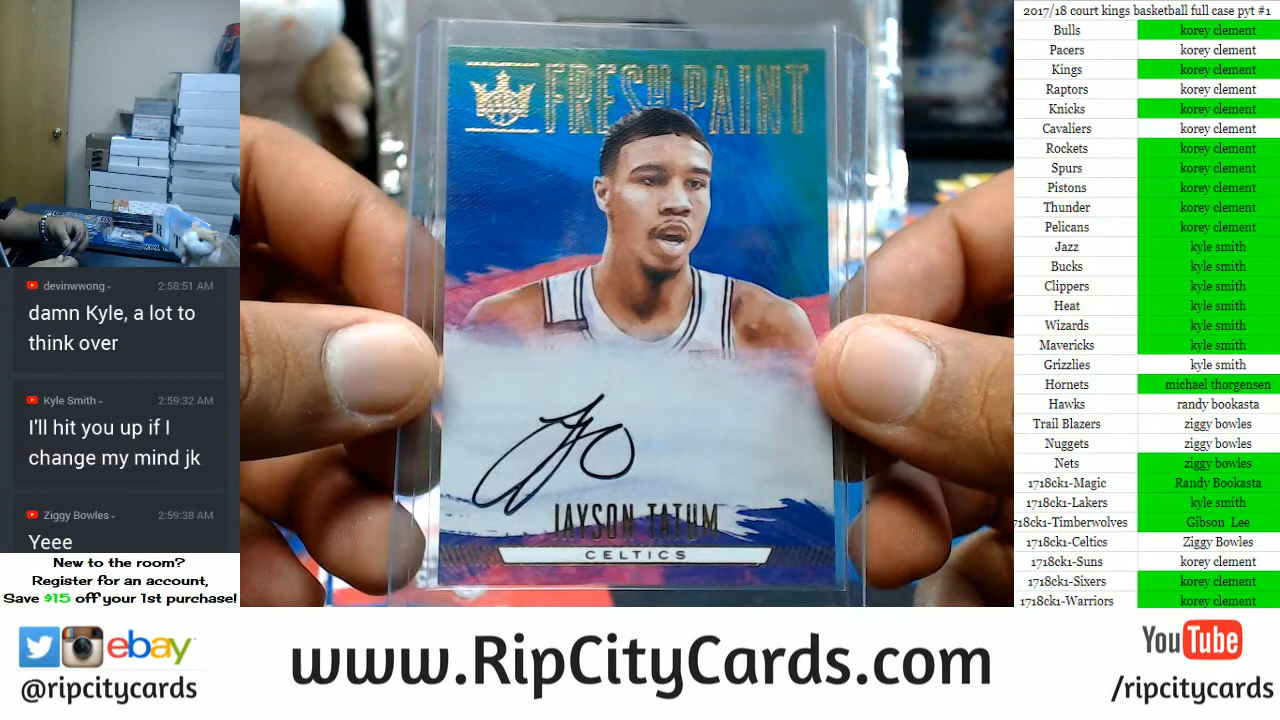 devinwwong
2:58:51 AM
damn Kyle, a lot to
think over
Kyle Smith
2:59:32 AM
I'll hit you up if I
change my mind jk
Ziggy Bowles
2:59:38 AM
Yeee
New to the room?
Register for an account,
Save $15 off your 1st purchase!
FRESH PAINT
JAYSON TATUM
CELTICS
2017/18 court kings basketball full case pyt #1
Bulls korey clement
Pacers korey clement
Kings korey clement
Raptors korey clement
Knicks korey clement
Cavaliers korey clement
Rockets korey clement
Spurs korey clement
Pistons korey clement
Thunder korey clement
Pelicans korey clement
Jazz kyle smith
Bucks kyle smith
Clippers kyle smith
Heat kyle smith
Wizards kyle smith
Mavericks kyle smith
Grizzlies kyle smith
Hornets michael thorgensen
Hawks randy bookasta
Trail Blazers ziggy bowles
Nuggets ziggy bowles
Nets ziggy bowles
1718ck1-Magic Randy Bookasta
1718ck1-Lakers kyle smith
718ck1-Timberwolves Gibson Lee
1718ck1-Celtics Ziggy Bowles
1718ck1-Suns korey clement
1718ck1-Sixers korey clement
1718ck1-Warriors korey clement
ebay
@ripcitycards
www.RipCityCards.com
YouTube
/ripcitycards